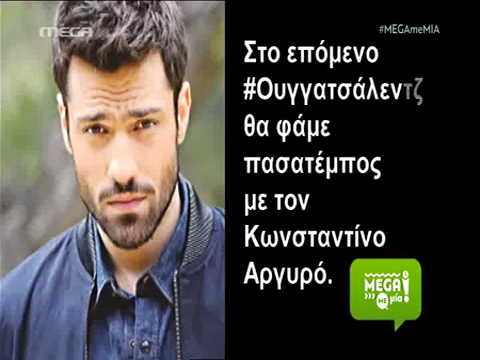 MEGA
#MEGAmeMIA
Στο επόμενο
#Ουγγατσάλεντζ
θα φάμε
πασατέμπος
με τον
Κωνσταντίνο
Αργυρό.
MEGA
ΜΕ μία!